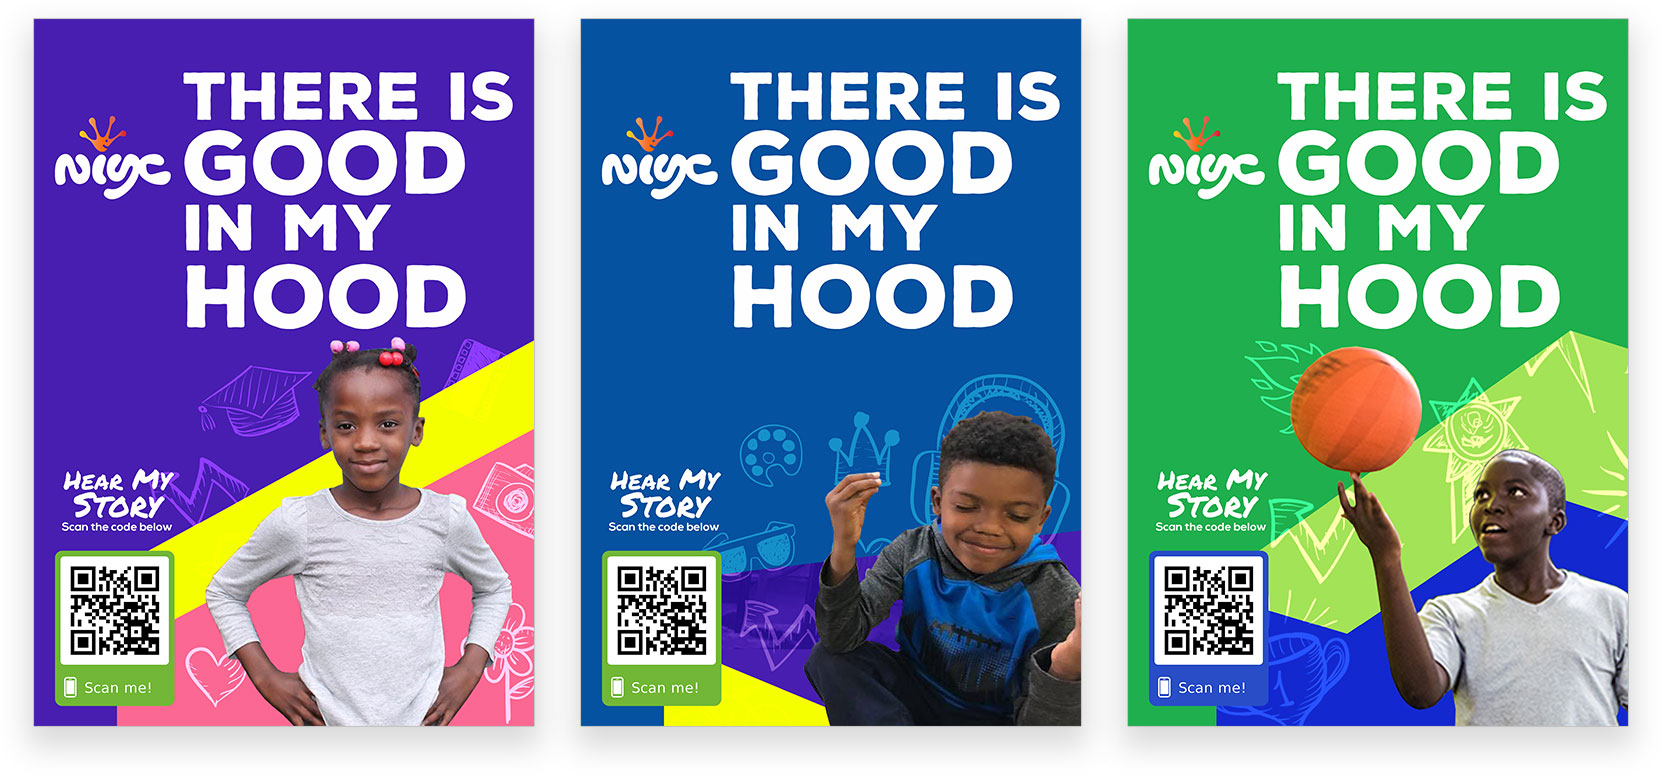 THERE IS
GOOD
IN MY
HOOD
NIYC
HEAR MY
STORY
Scan the code below
Scan me!
THERE IS
GOOD
IN MY
HOOD
NIYC
HEAR MY
STORY
Scan the code below
Scan me!
THERE IS
GOOD
IN MY
HOOD
NIYC
HEAR MY
STORY
Scan the code below
1
Scan me!